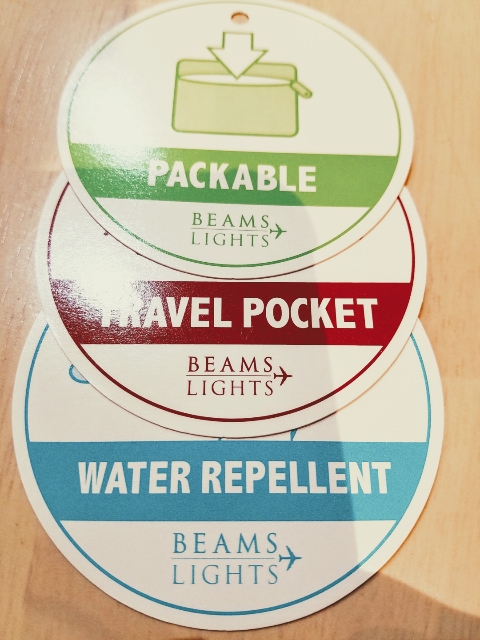 PACKABLE
BEAMS
LIGHTS
TRAVEL POCKET
BEAMS
LIGHTS
WATER REPELLENT
BEAMS
LIGHTS